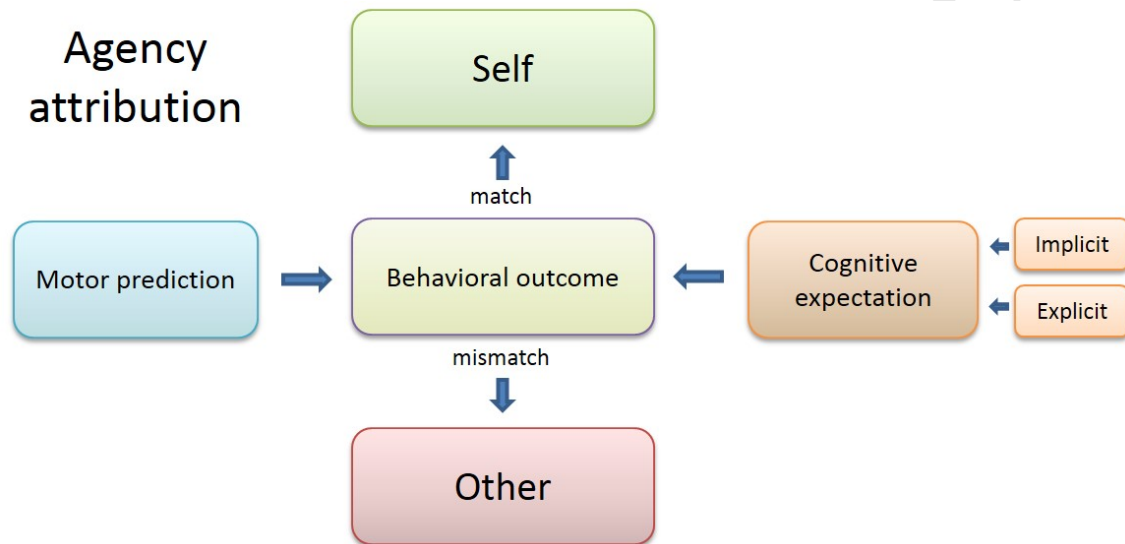 Agency
attribution
Self
match
Motor prediction
Behavioral outcome
Cognitive
expectation
Implicit
Explicit
mismatch
Other